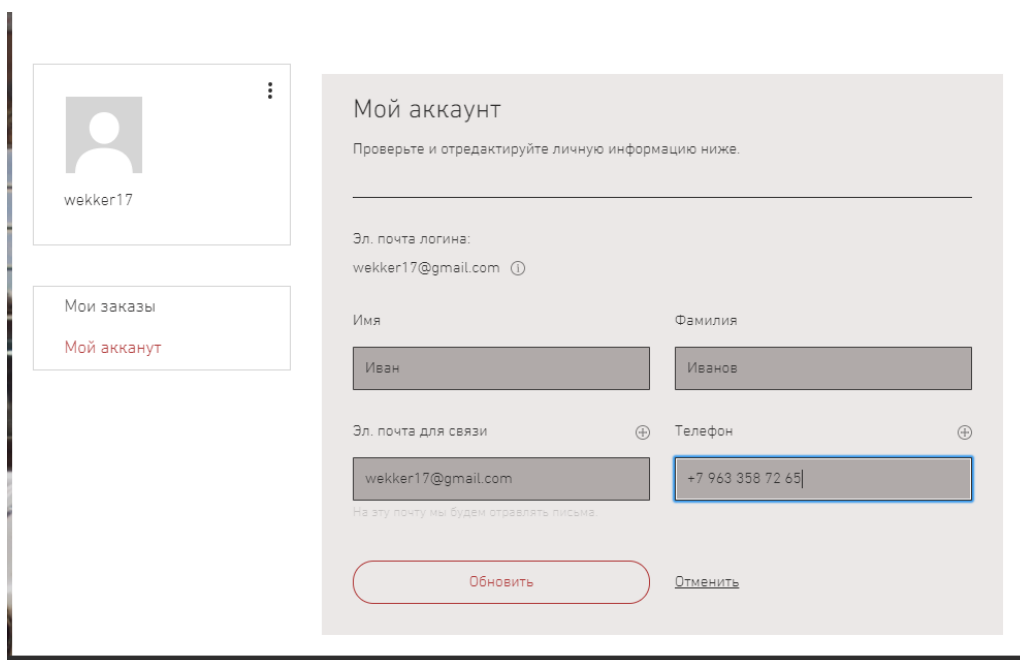 wekker17
Мои заказы
Мой акканут
Мой аккаунт
Проверьте и отредактируйте личную информацию ниже.
Эл. почта логина:
wekker17@gmail.com
Имя
Фамилия
Иван
Иванов
Эл. почта для связи
Телефон
wekker17@gmail.com
+7 963 358 72 65
На эту почту мы будем отравлять письма.
Обновить
Отменить